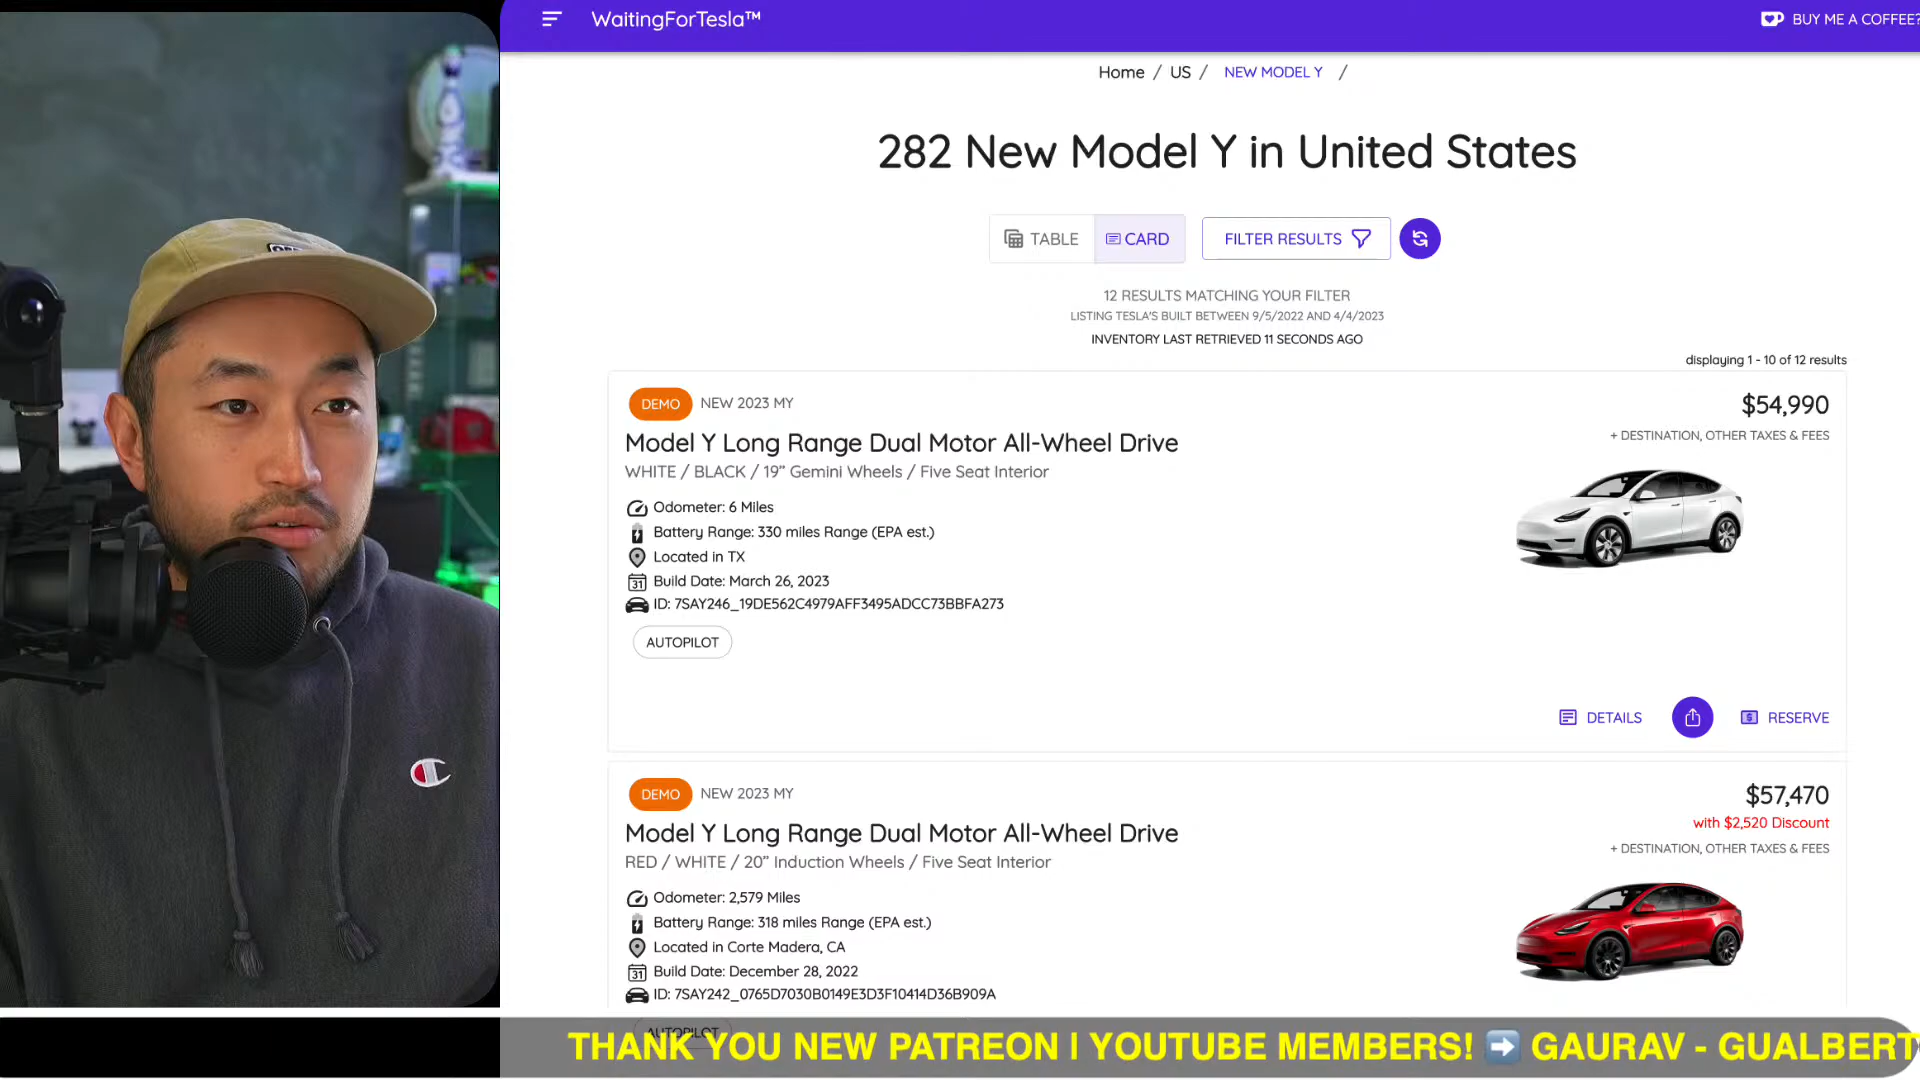 WaitingForTesla™
BUY ME A COFFEE?
Home / US / NEW MODEL Y /
282 New Model Y in United States
TABLE
CARD
FILTER RESULTS
12 RESULTS MATCHING YOUR FILTER
LISTING TESLA'S BUILT BETWEEN 9/5/2022 AND 4/4/2023
INVENTORY LAST RETRIEVED 11 SECONDS AGO
displaying 1 - 10 of 12 results
DEMO NEW 2023 MY
$54,990
+ DESTINATION, OTHER TAXES & FEES
Model Y Long Range Dual Motor All-Wheel Drive
WHITE / BLACK / 19” Gemini Wheels / Five Seat Interior
Odometer: 6 Miles
Battery Range: 330 miles Range (EPA est.)
Located in TX
31 Build Date: March 26, 2023
ID: 7SAY246_19DE562C4979AFF3495ADCC73BBFA273
AUTOPILOT
DETAILS
RESERVE
DEMO NEW 2023 MY
$57,470
with $2,520 Discount
+ DESTINATION, OTHER TAXES & FEES
Model Y Long Range Dual Motor All-Wheel Drive
RED / WHITE / 20” Induction Wheels / Five Seat Interior
Odometer: 2,579 Miles
Battery Range: 318 miles Range (EPA est.)
Located in Corte Madera, CA
31 Build Date: December 28, 2022
ID: 7SAY242_0765D7030B0149E3D3F10414D36B909A
AUTOPILOT
THANK YOU NEW PATREON | YOUTUBE MEMBERS! ➡️ GAURAV - GUALBERT